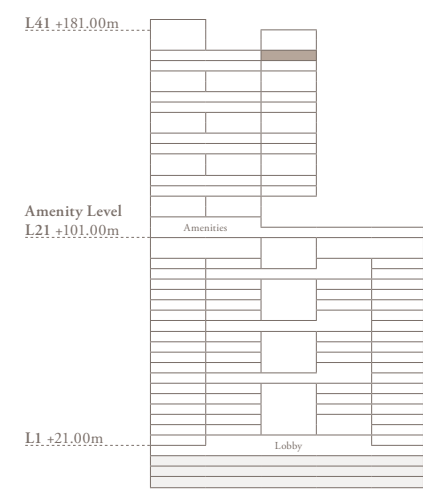 L41 +181.00m
Amenity Level
L21 +101.00m
Amenities
L1 +21.00m
Lobby